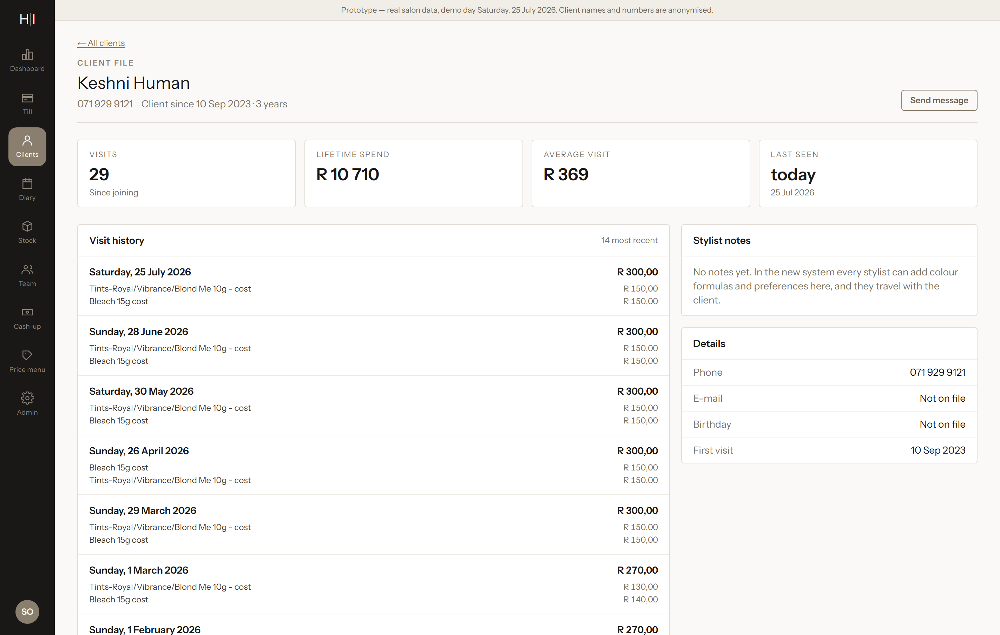 H|I
Dashboard
Till
Clients
Diary
Stock
Team
Cash-up
Price menu
Admin
SO
Prototype — real salon data, demo day Saturday, 25 July 2026. Client names and numbers are anonymised.
← All clients
CLIENT FILE
Keshni Human
071 929 9121 Client since 10 Sep 2023 · 3 years
Send message
VISITS
29
Since joining
LIFETIME SPEND
R 10 710
AVERAGE VISIT
R 369
LAST SEEN
today
25 Jul 2026
Visit history 14 most recent
Saturday, 25 July 2026 R 300,00
Tints-Royal/Vibrance/Blond Me 10g - cost R 150,00
Bleach 15g cost R 150,00
Sunday, 28 June 2026 R 300,00
Tints-Royal/Vibrance/Blond Me 10g - cost R 150,00
Bleach 15g cost R 150,00
Saturday, 30 May 2026 R 300,00
Tints-Royal/Vibrance/Blond Me 10g - cost R 150,00
Bleach 15g cost R 150,00
Sunday, 26 April 2026 R 300,00
Bleach 15g cost R 150,00
Tints-Royal/Vibrance/Blond Me 10g - cost R 150,00
Sunday, 29 March 2026 R 300,00
Tints-Royal/Vibrance/Blond Me 10g - cost R 150,00
Bleach 15g cost R 150,00
Sunday, 1 March 2026 R 270,00
Tints-Royal/Vibrance/Blond Me 10g - cost R 130,00
Bleach 15g cost R 140,00
Sunday, 1 February 2026 R 270,00
Stylist notes
No notes yet. In the new system every stylist can add colour
formulas and preferences here, and they travel with the
client.
Details
Phone 071 929 9121
E-mail Not on file
Birthday Not on file
First visit 10 Sep 2023